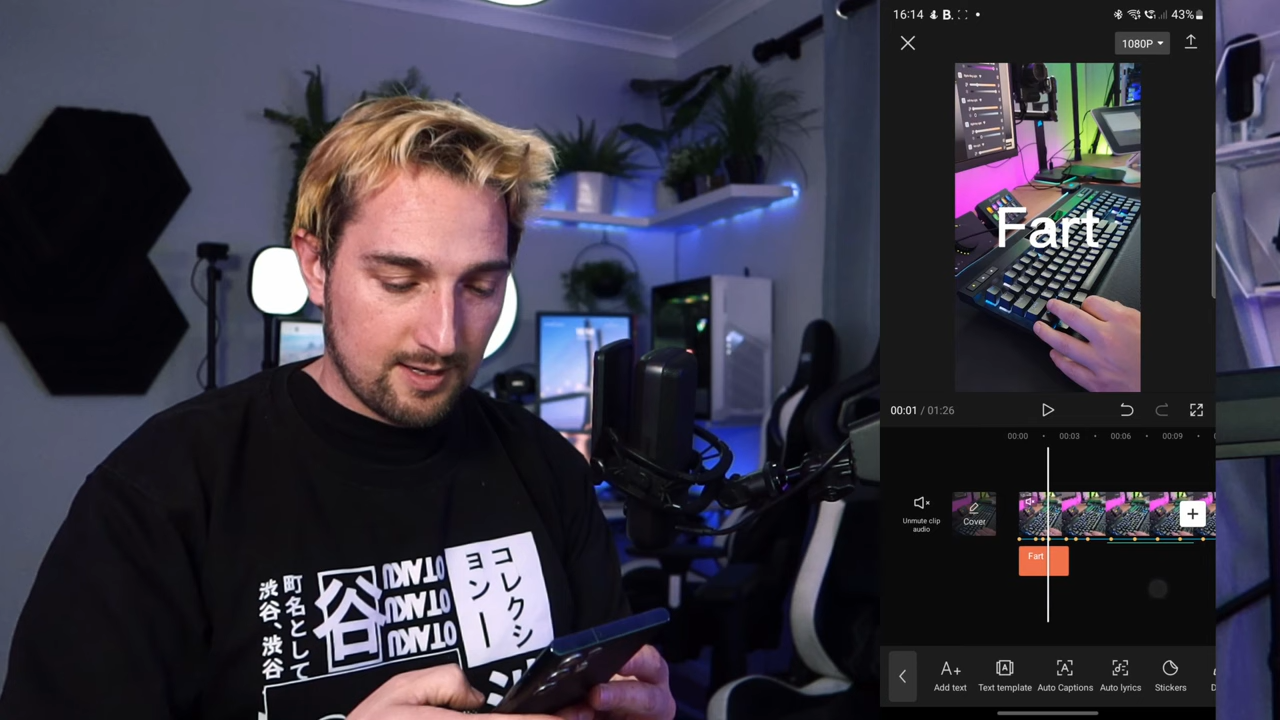 16:14
B.
43%
1080P
Fart
00:01 / 01:26
00:00
00:03
00:06
00:09
Unmute clip
audio
Cover
Fart
Add text
Text template
Auto Captions
Auto lyrics
Stickers
D
町名として
渋谷、渋谷
谷
OTAKU
OTAKU
OTAKU
コレクシ
ョンー